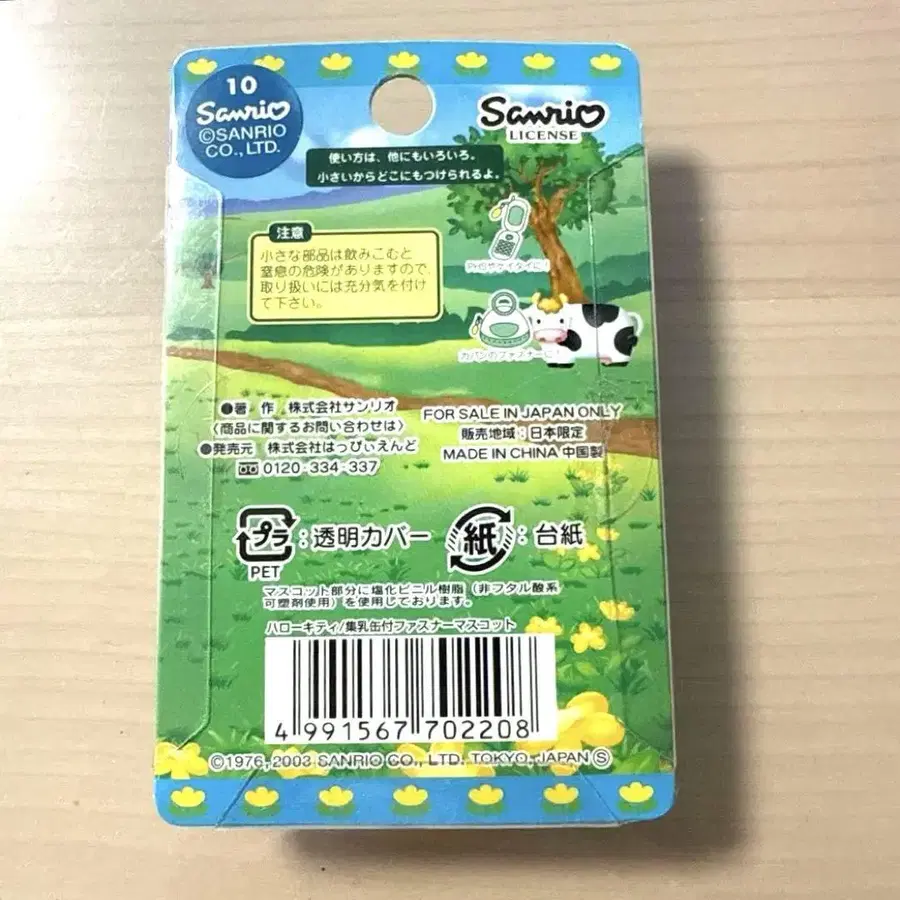 10
Sanrio
©SANRIO
CO., LTD.
Sanrio
LICENSE
使い方は、他にもいろいろ。
小さいからどこにもつけられるよ。
注意
小さな部品は飲みこむと
窒息の危険がありますので、
取り扱いには充分気を付け
て下さい。
PHSやケイタイに!
カバンのファスナーに!
●著 作 株式会社サンリオ
〈商品に関するお問い合わせは〉
●発売元 株式会社はっぴぃえんど
0120-334-337
FOR SALE IN JAPAN ONLY
販売地域:日本限定
MADE IN CHINA 中国製
プラ:透明カバー
PET
紙:台紙
マスコット部分に塩化ビニル樹脂(非フタル酸系
可塑剤使用)を使用しております。
ハローキティ/集乳缶付ファスナーマスコット
4 991567 702208
©1976, 2003 SANRIO CO., LTD. TOKYO, JAPAN Ⓢ